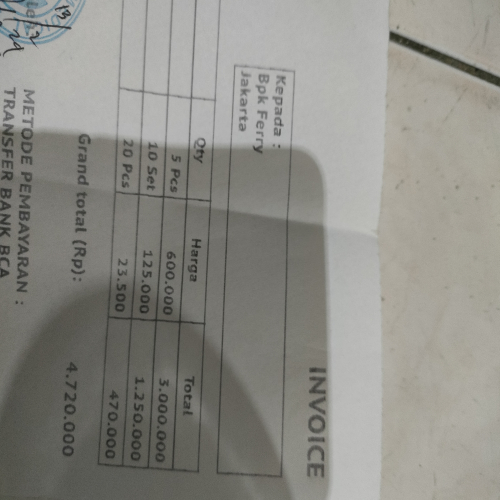 INVOICE
Kepada :
Bpk Ferry
Jakarta
Qty Harga Total
5 Pcs 600.000 3.000.000
10 Set 125.000 1.250.000
20 Pcs 23.500 470.000
Grand total (Rp): 4.720.000
METODE PEMBAYARAN :
TRANSFER BANK BCA